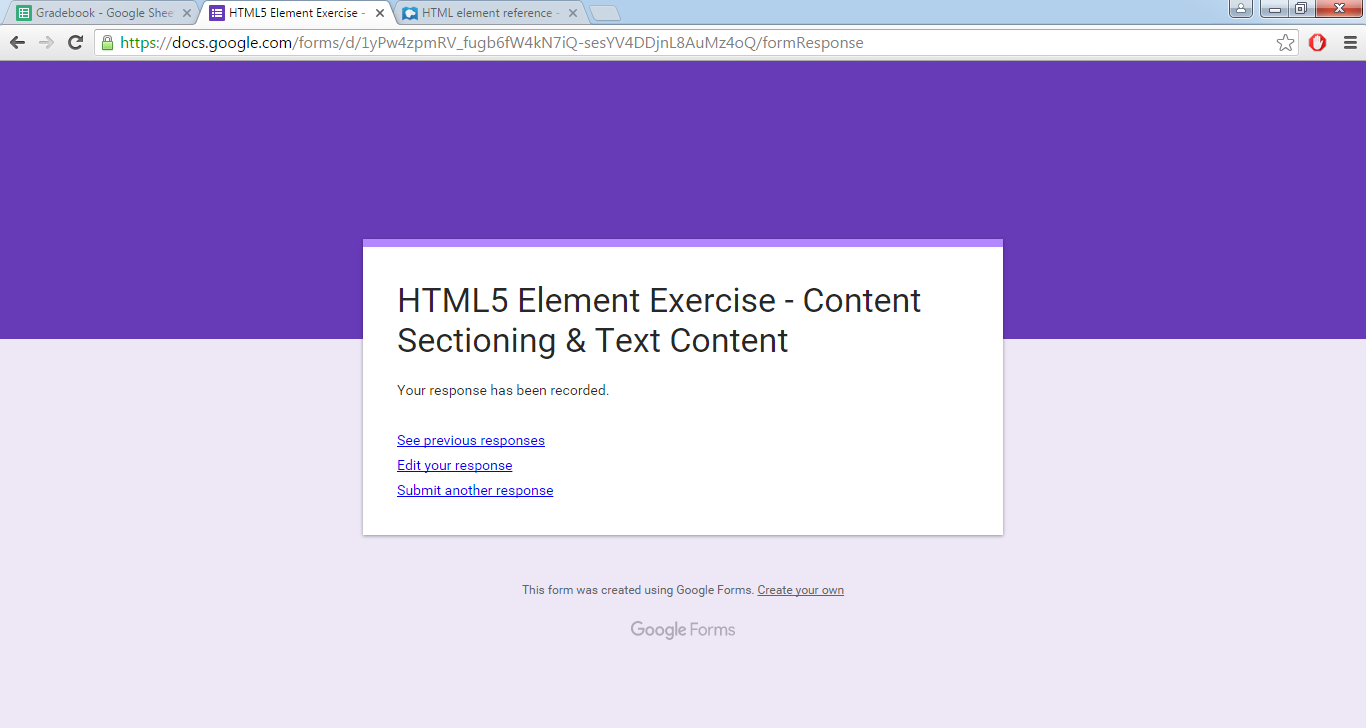 Gradebook - Google Shee
HTML5 Element Exercise -
HTML element reference -
https://docs.google.com/forms/d/1yPw4zpmRV_fugb6fW4kN7iQ-sesYV4DDjnL8AuMz4oQ/formResponse
HTML5 Element Exercise - Content
Sectioning & Text Content
Your response has been recorded.
See previous responses
Edit your response
Submit another response
This form was created using Google Forms. Create your own
Google Forms